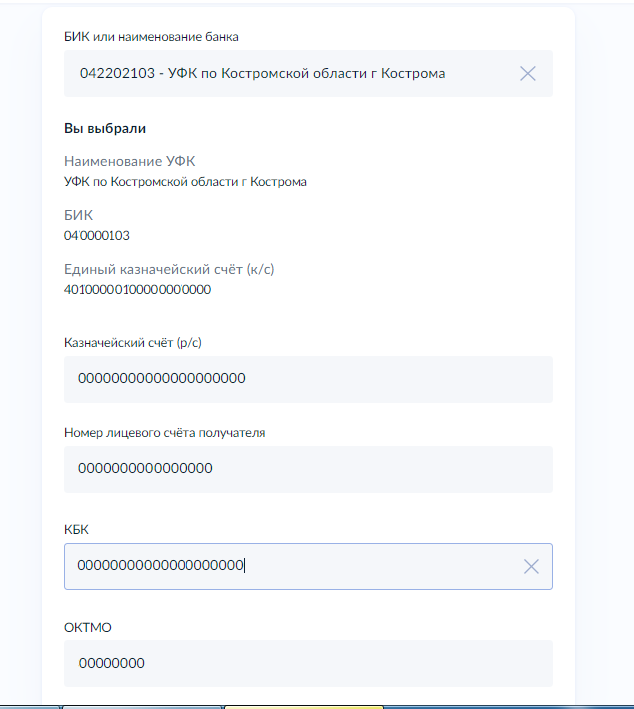 БИК или наименование банка
042202103 - УФК по Костромской области г Кострома
Вы выбрали
Наименование УФК
УФК по Костромской области г Кострома
БИК
040000103
Единый казначейский счёт (к/с)
40100000100000000000
Казначейский счёт (р/с)
00000000000000000000
Номер лицевого счёта получателя
0000000000000000
КБК
00000000000000000000
ОКТМО
00000000